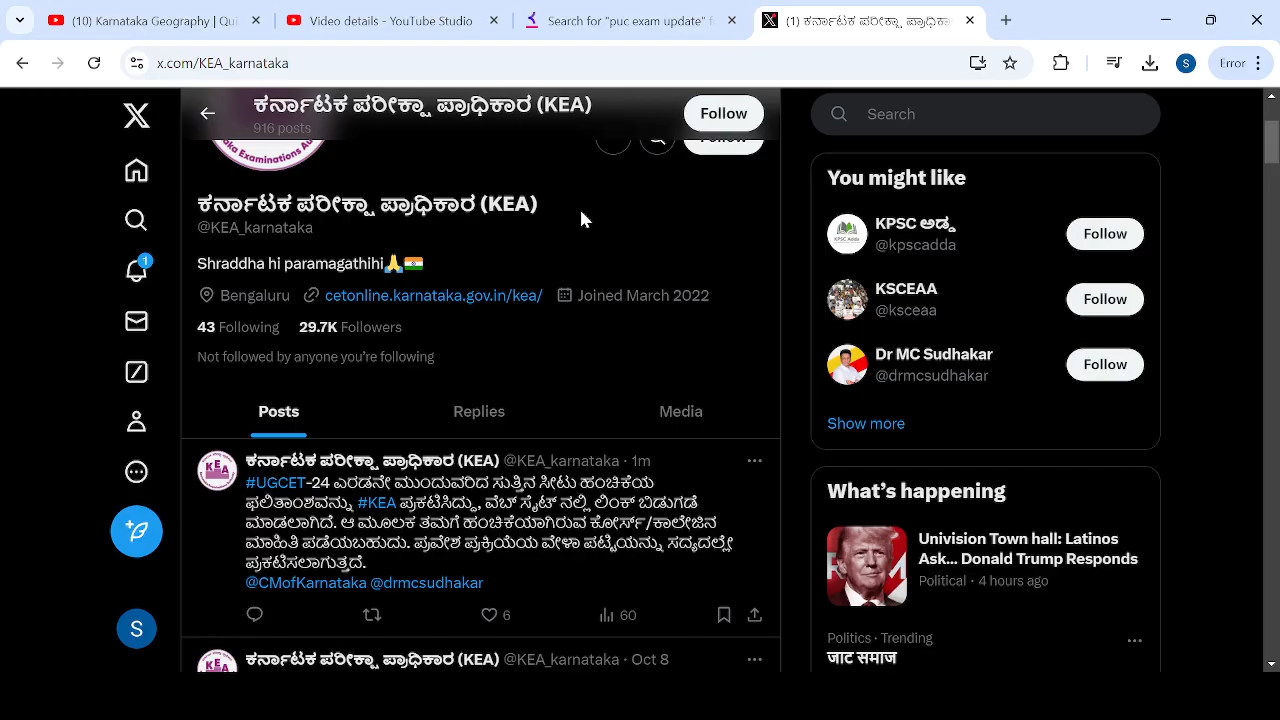 (10) Karnataka Geography | Qui
Video details - YouTube Studio
Search for "puc exam update" f
(1) ಕರ್ನಾಟಕ ಪರೀಕ್ಷಾ ಪ್ರಾಧಿಕಾರ
x.com/KEA_karnataka
S
Error
ಕರ್ನಾಟಕ ಪರೀಕ್ಷಾ ಪ್ರಾಧಿಕಾರ (KEA)
916 posts
Follow
Search
ಕರ್ನಾಟಕ ಪರೀಕ್ಷಾ ಪ್ರಾಧಿಕಾರ (KEA)
@KEA_karnataka
Shraddha hi paramagathihi🙏🇮🇳
Bengaluru cetonline.karnataka.gov.in/kea/ Joined March 2022
43 Following 29.7K Followers
Not followed by anyone you're following
Posts Replies Media
ಕರ್ನಾಟಕ ಪರೀಕ್ಷಾ ಪ್ರಾಧಿಕಾರ (KEA) @KEA_karnataka · 1m
#UGCET-24 ಎರಡನೇ ಮುಂದುವರಿದ ಸುತ್ತಿನ ಸೀಟು ಹಂಚಿಕೆಯ
ಫಲಿತಾಂಶವನ್ನು #KEA ಪ್ರಕಟಿಸಿದ್ದು, ವೆಬ್ ಸೈಟ್ ನಲ್ಲಿ ಲಿಂಕ್ ಬಿಡುಗಡೆ
ಮಾಡಲಾಗಿದೆ. ಆ ಮೂಲಕ ತಮಗೆ ಹಂಚಿಕೆಯಾಗಿರುವ ಕೋರ್ಸ್/ಕಾಲೇಜಿನ
ಮಾಹಿತಿ ಪಡೆಯಬಹುದು. ಪ್ರವೇಶ ಪ್ರಕ್ರಿಯೆಯ ವೇಳಾ ಪಟ್ಟಿಯನ್ನು ಸದ್ಯದಲ್ಲೇ
ಪ್ರಕಟಿಸಲಾಗುತ್ತದೆ.
@CMofKarnataka @drmcsudhakar
6 60
ಕರ್ನಾಟಕ ಪರೀಕ್ಷಾ ಪ್ರಾಧಿಕಾರ (KEA) @KEA_karnataka · Oct 8
1
S
You might like
KPSC ಅಡ್ಡ
@kpscadda
Follow
KSCEAA
@ksceaa
Follow
Dr MC Sudhakar
@drmcsudhakar
Follow
Show more
What's happening
Univision Town hall: Latinos
Ask... Donald Trump Responds
Political · 4 hours ago
Politics · Trending
जाट समाज